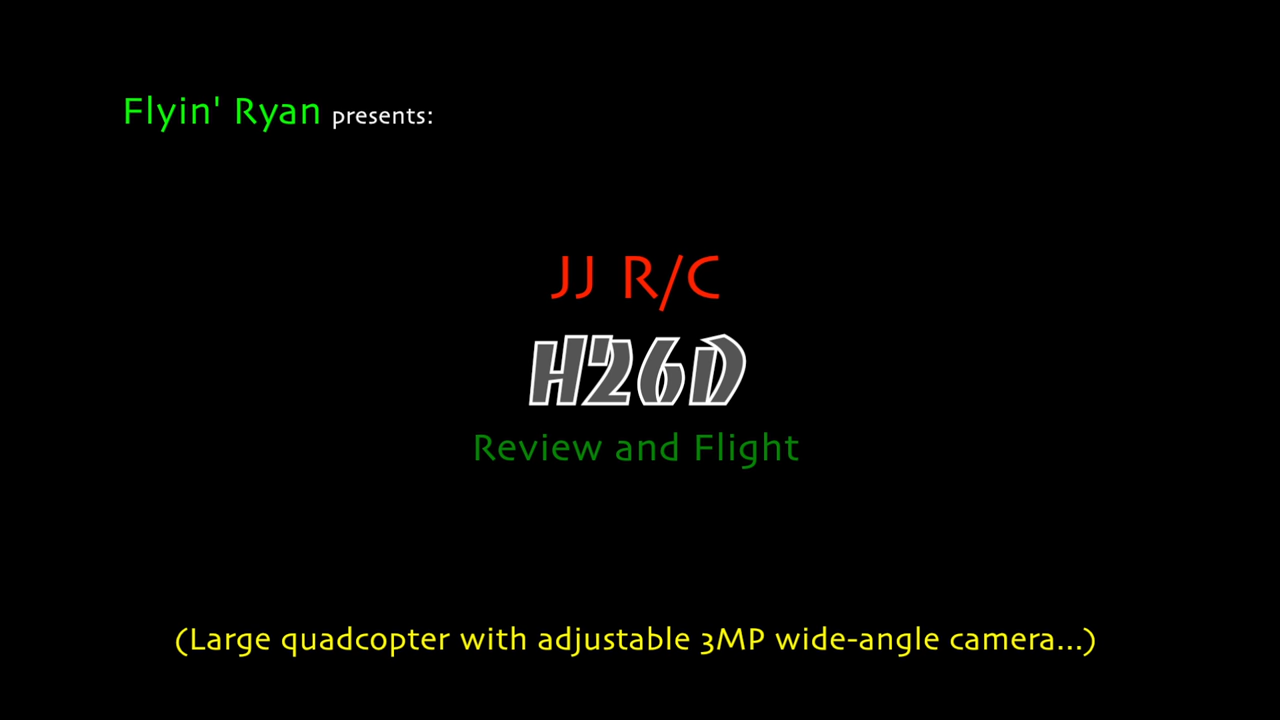 Flyin' Ryan presents:
JJ R/C
H26D
Review and Flight
(Large quadcopter with adjustable 3MP wide-angle camera...)